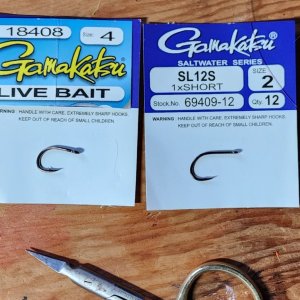 18408
Size:
4
Gamakatsu
LIVE BAIT
WARNING: HANDLE WITH CARE, EXTREMELY SHARP HOOKS,
KEEP OUT OF REACH OF SMALL CHILDREN.
Gamakatsu
SALTWATER SERIES
SL12S
1xSHORT
SIZE
2
Stock.No. 69409-12
Qty. 12
WARNING: HANDLE WITH CARE, EXTREMELY SHARP HOOKS,
KEEP OUT OF REACH OF SMALL CHILDREN.